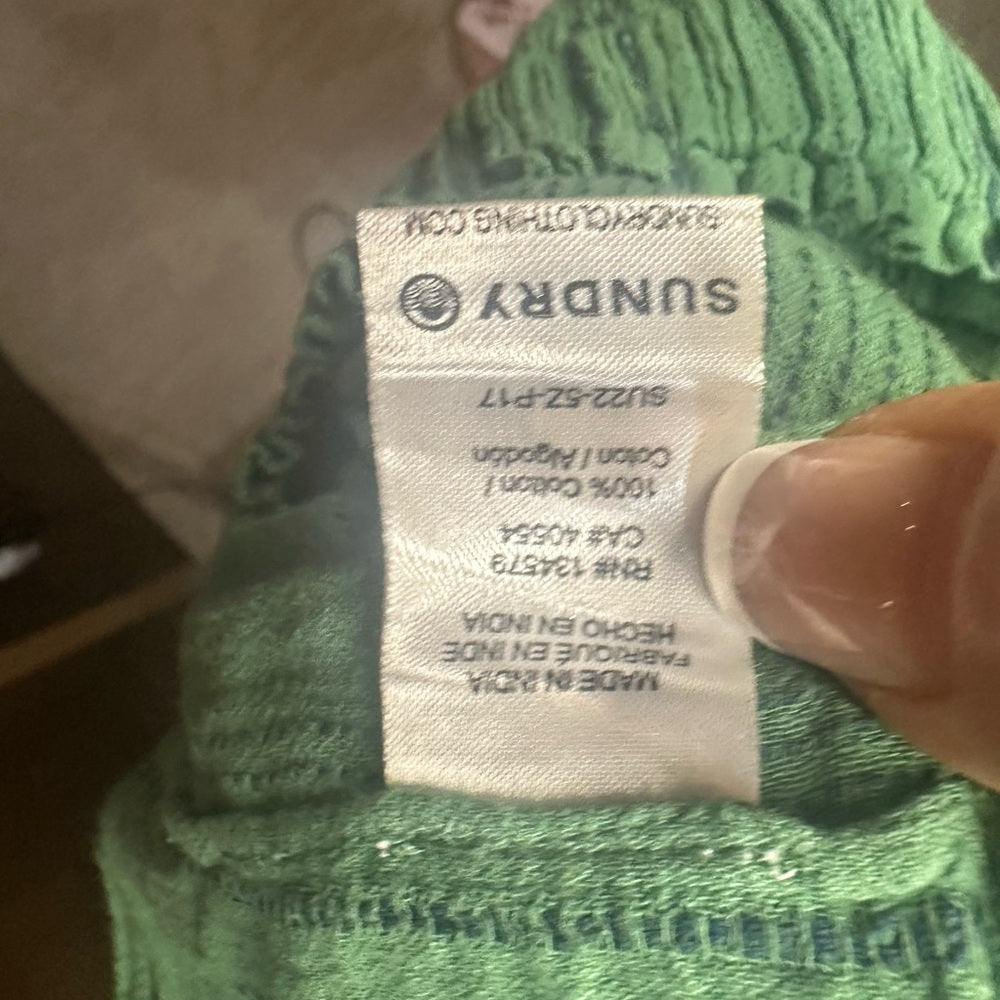 SUNDRYCLOTHING.COM
SUNDRY
SU22-5Z-P17
100% Cotton /
Coton / Algodón
RN# 134579
CA# 40554
MADE IN INDIA
FABRIQUÉ EN INDE
HECHO EN INDIA